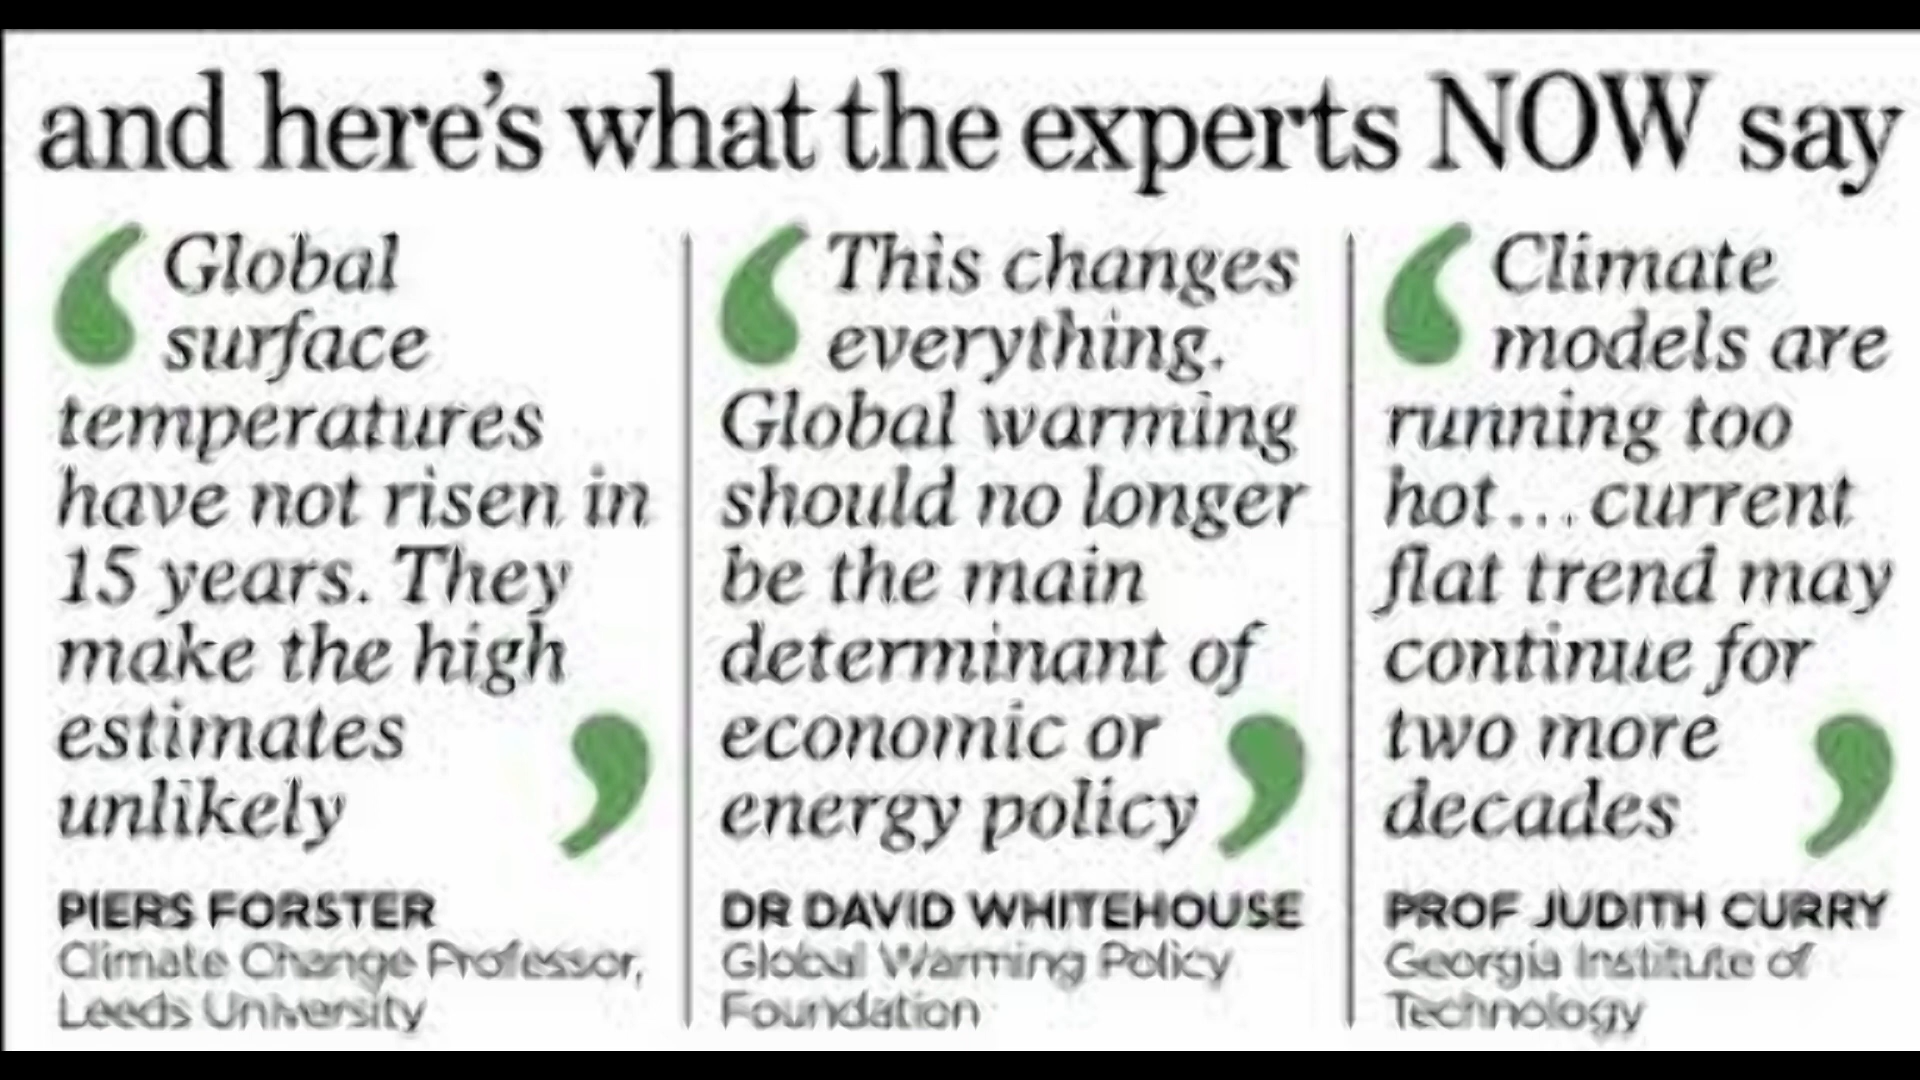 and here's what the experts NOW say
‘Global
surface
temperatures
have not risen in
15 years. They
make the high
estimates
unlikely’
PIERS FORSTER
Climate Change Professor,
Leeds University
‘This changes
everything.
Global warming
should no longer
be the main
determinant of
economic or
energy policy’
DR DAVID WHITEHOUSE
Global Warming Policy
Foundation
‘Climate
models are
running too
hot... current
flat trend may
continue for
two more
decades’
PROF JUDITH CURRY
Georgia Institute of
Technology